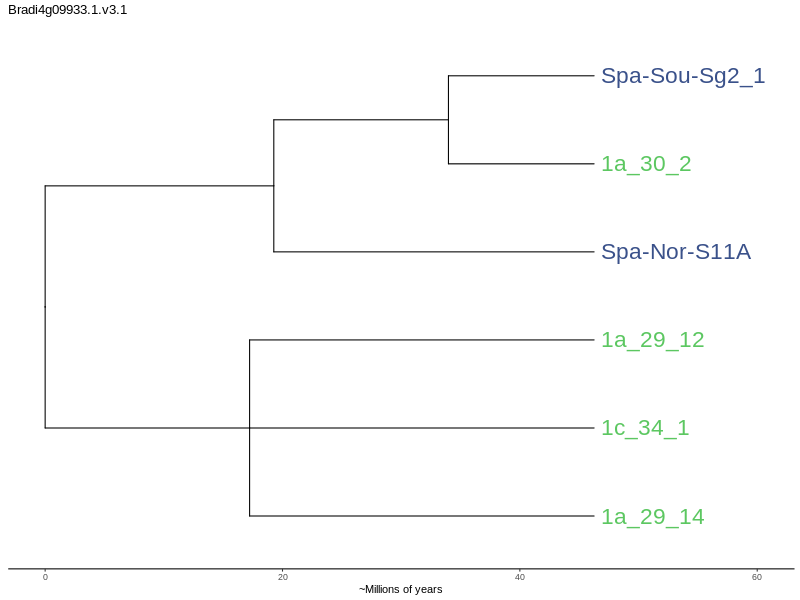 Bradi4g09933.1.v3.1
Spa-Sou-Sg2_1
1a_30_2
Spa-Nor-S11A
1a_29_12
1c_34_1
1a_29_14
0 20 40 60
~Millions of years